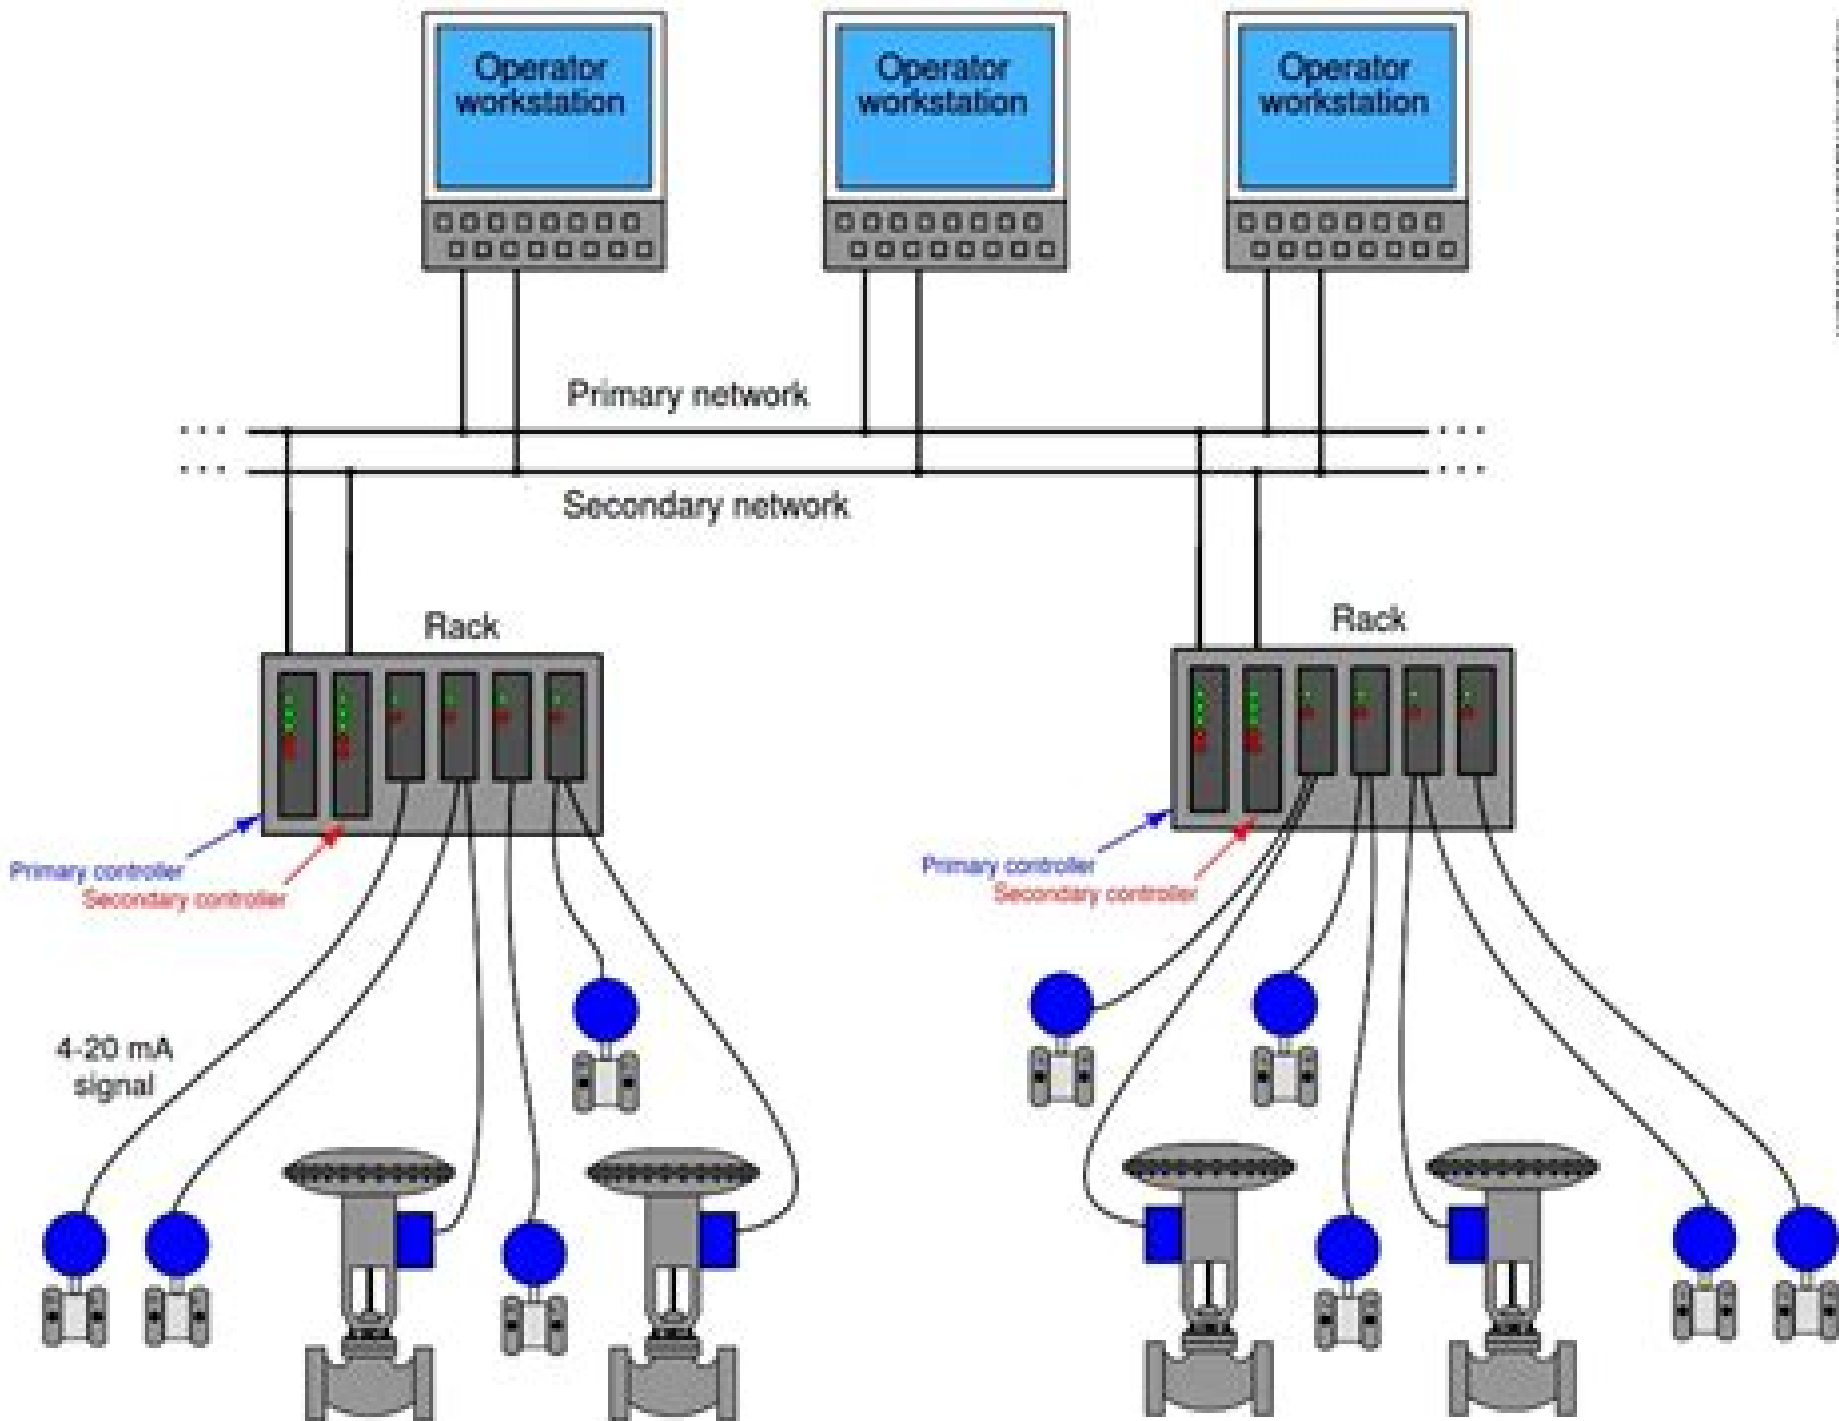 Operator
workstation
Operator
workstation
Operator
workstation
Primary network
Secondary network
Rack
Rack
Primary controller
Secondary controller
Primary controller
Secondary controller
4-20 mA
signal